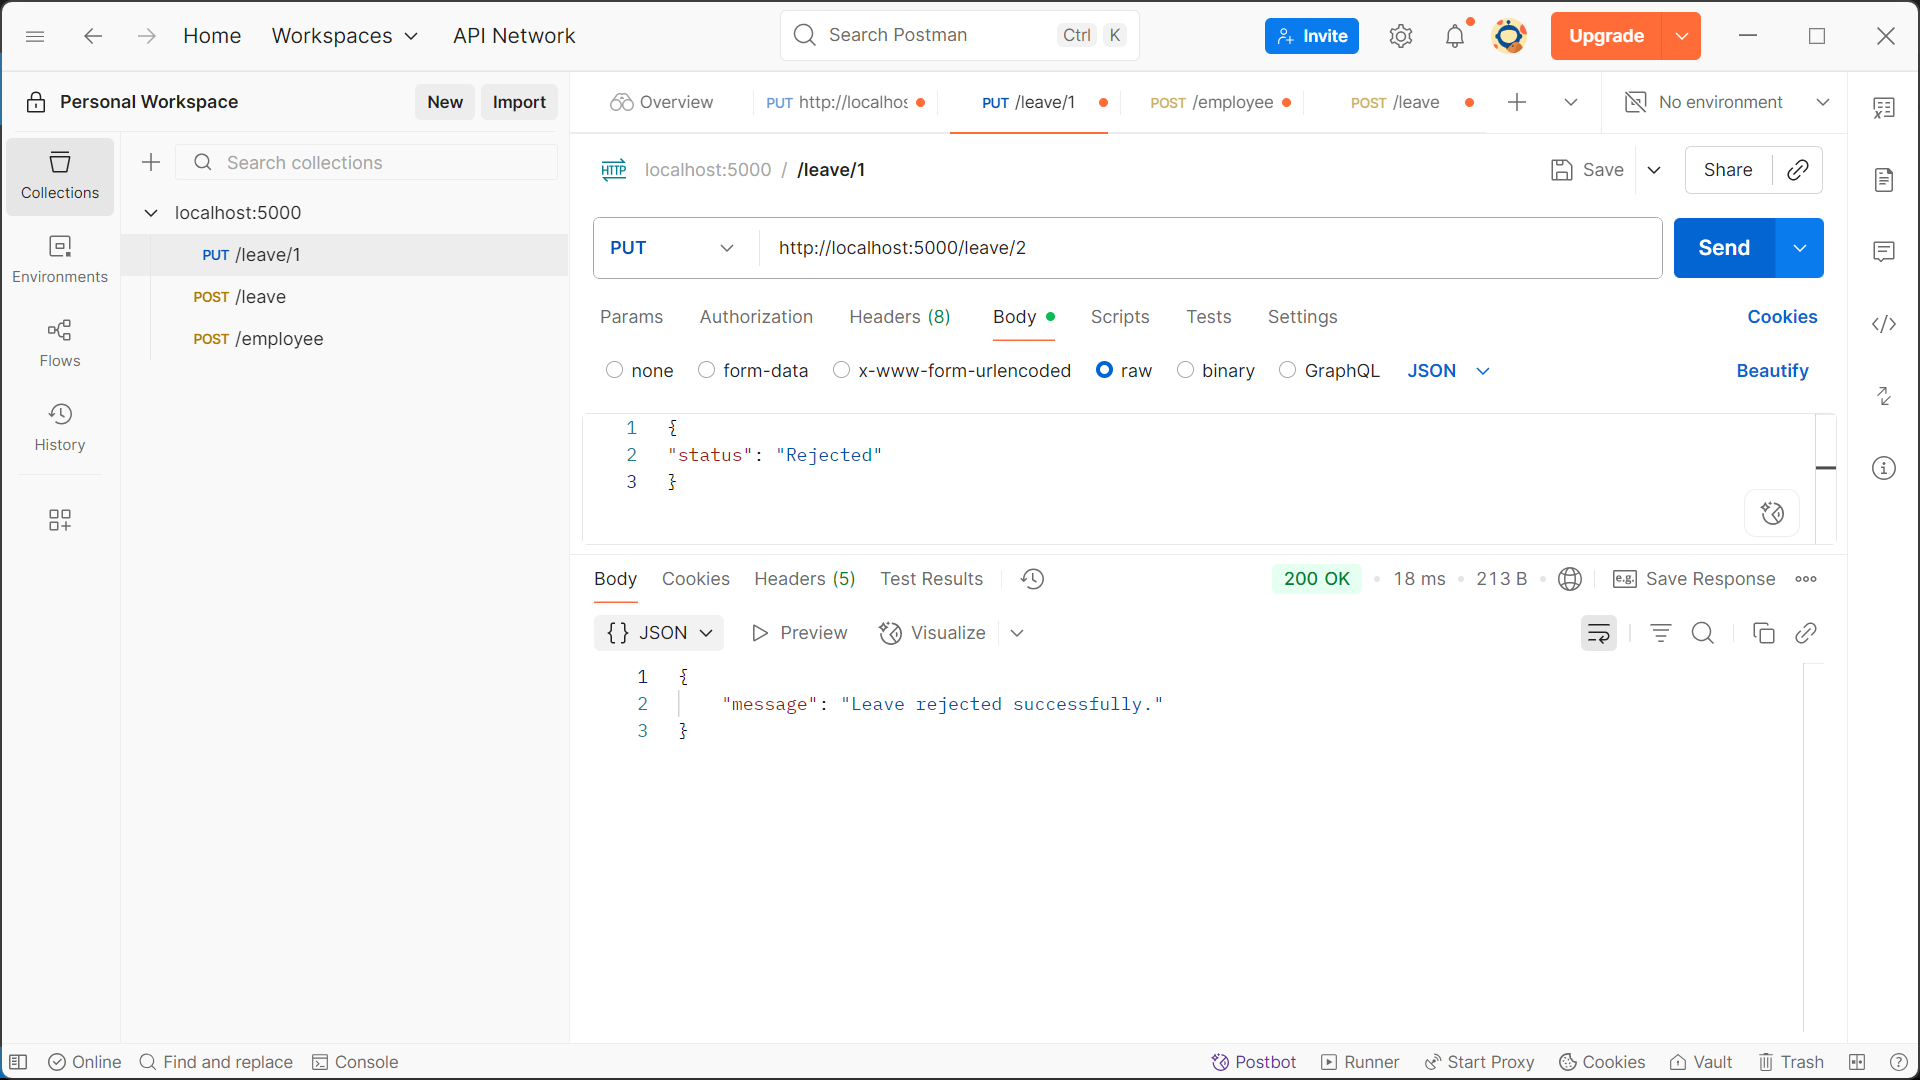 Home Workspaces API Network Search Postman Ctrl K Invite Upgrade
Personal Workspace New Import Overview PUT http://localhos PUT /leave/1 POST /employee POST /leave No environment
Collections
Environments
Flows
History
Search collections
localhost:5000
PUT /leave/1
POST /leave
POST /employee
HTTP localhost:5000 / /leave/1 Save Share
PUT http://localhost:5000/leave/2 Send
Params Authorization Headers (8) Body Scripts Tests Settings Cookies
none form-data x-www-form-urlencoded raw binary GraphQL JSON Beautify
1 {
2 "status": "Rejected"
3 }
Body Cookies Headers (5) Test Results 200 OK 18 ms 213 B e.g. Save Response
{} JSON Preview Visualize
1 {
2 "message": "Leave rejected successfully."
3 }
Online Find and replace Console Postbot Runner Start Proxy Cookies Vault Trash